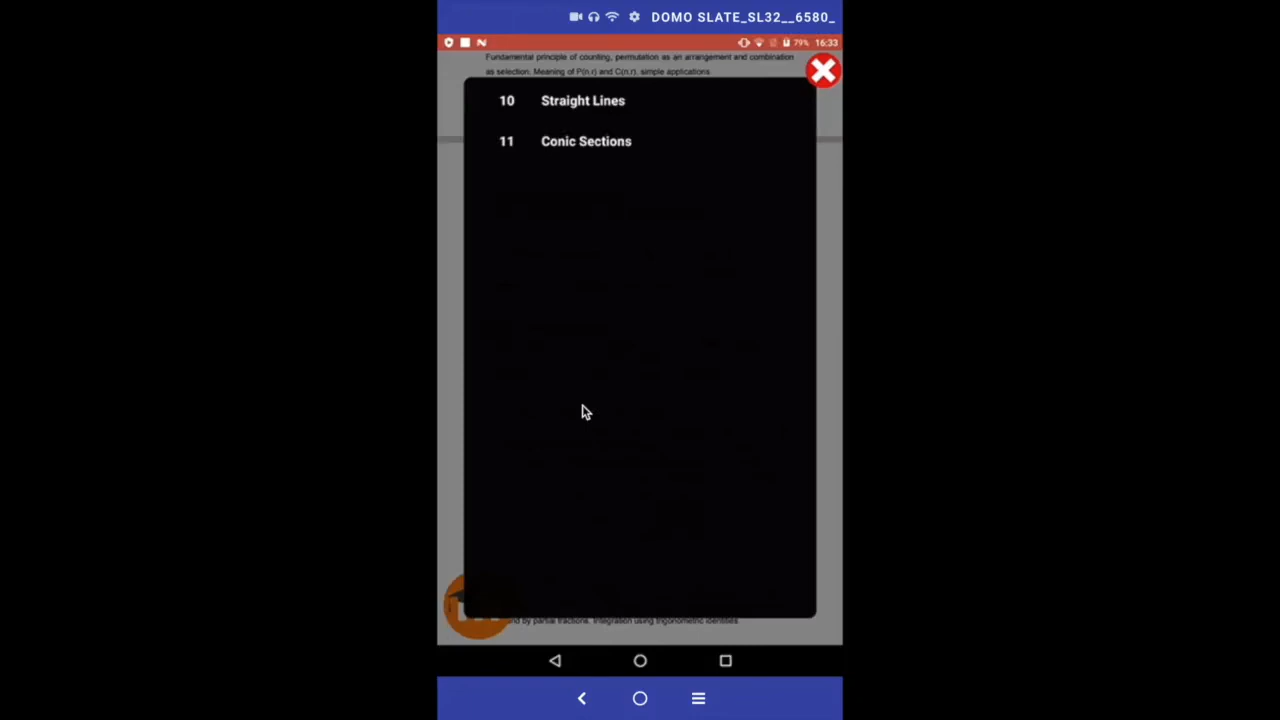 DOMO SLATE_SL32__6580_
79% 16:33
Fundamental principle of counting, permutation as an arrangement and combination
as selection. Meaning of P(n,r) and C(n,r), simple applications
10 Straight Lines
11 Conic Sections
and by partial fractions. Integration using trigonometric identities